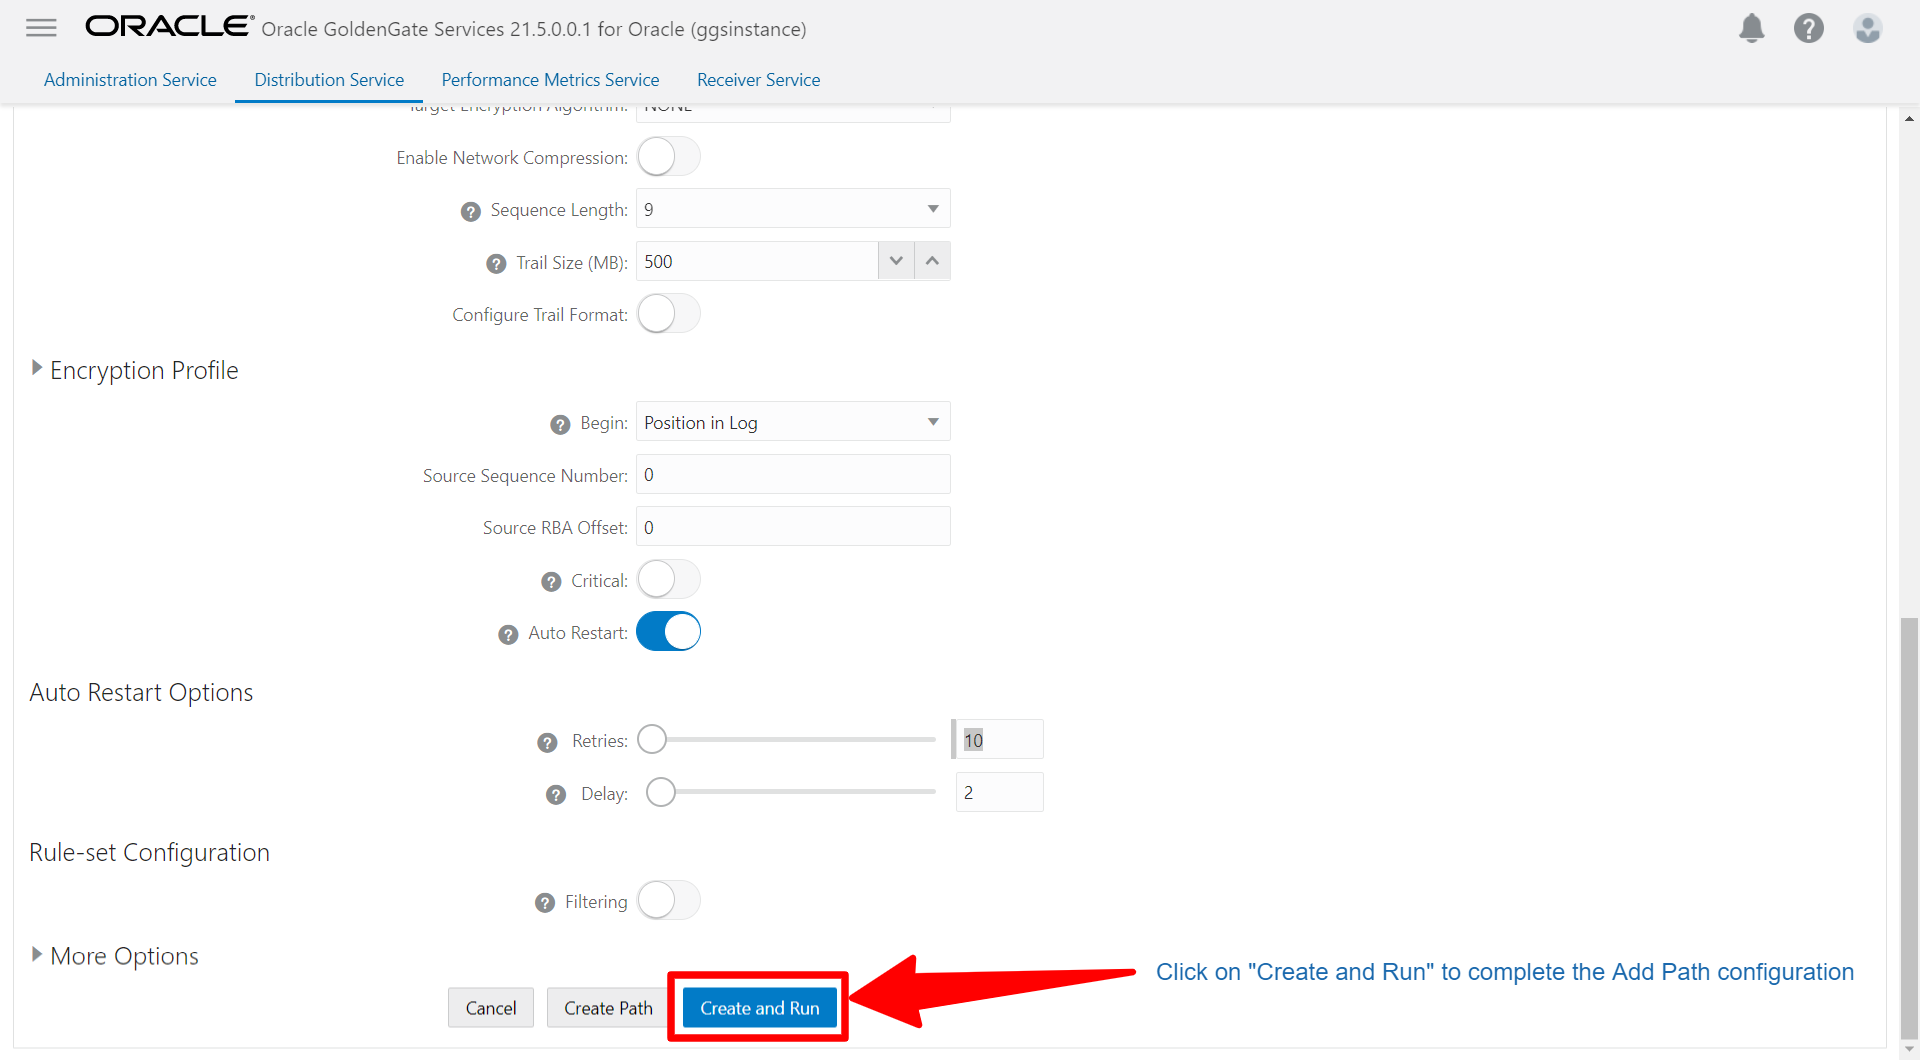 ORACLE Oracle GoldenGate Services 21.5.0.0.1 for Oracle (ggsinstance)
Administration Service Distribution Service Performance Metrics Service Receiver Service
Target Encryption Algorithm: NONE
Enable Network Compression:
? Sequence Length: 9
? Trail Size (MB): 500
Configure Trail Format:
Encryption Profile
? Begin: Position in Log
Source Sequence Number: 0
Source RBA Offset: 0
? Critical:
? Auto Restart:
Auto Restart Options
? Retries: 10
? Delay: 2
Rule-set Configuration
? Filtering
More Options
Click on "Create and Run" to complete the Add Path configuration
Cancel Create Path Create and Run